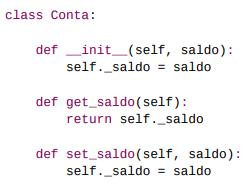 class Conta:
def __init__(self, saldo):
self._saldo = saldo
def get_saldo(self):
return self._saldo
def set_saldo(self, saldo):
self._saldo = saldo